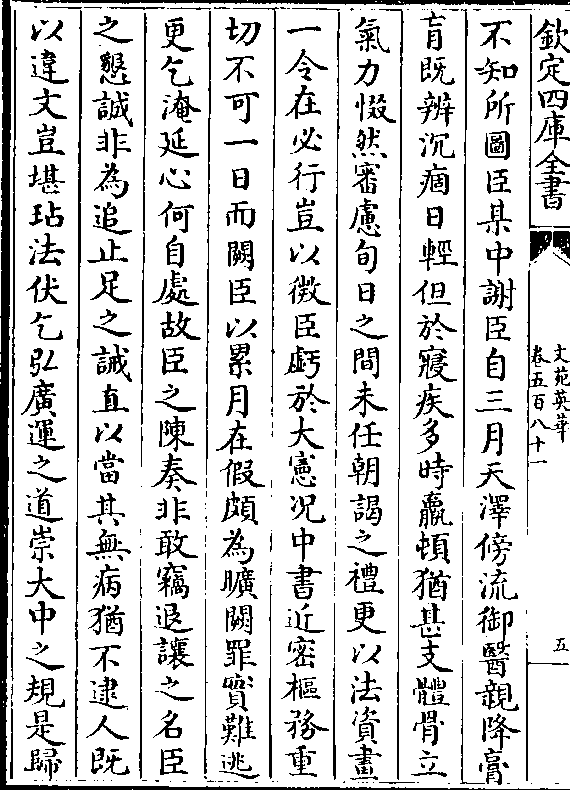 欽定四庫全書
文苑英華
卷五百八十一
五
不知所圖臣某中謝臣自三月天澤傍流御醫親降膏
肓既辨沉痼日輕但於寢疾多時羸頓猶甚支體骨立
氣力惙然審慮旬日之間未任朝謁之禮更以法資畫
一令在必行豈以微臣虧於大憲况中書近密樞務重
切不可一日而闕臣以累月在假頗為曠闕罪實難逃
更乞淹延心何自處故臣之陳奏非敢竊退讓之名臣
之懇誠非為追止足之誡直以當其無病猶不逮人既
以違文豈堪玷法伏乞弘廣運之道崇大中之規是歸